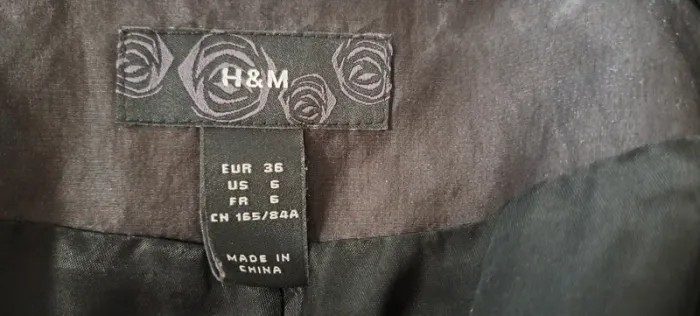 H&M
EUR 36
US 6
FR 6
CH 165/84A
MADE IN
CHINA